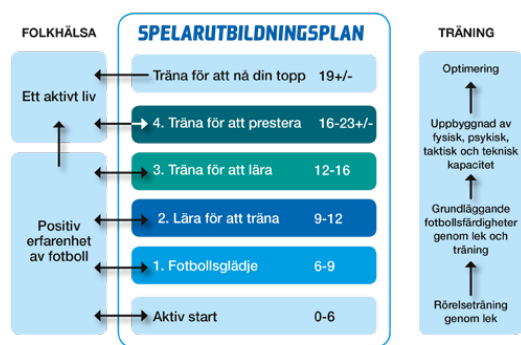 FOLKHÄLSA
Ett aktivt liv
Positiv
erfarenhet
av fotboll
SPELARUTBILDNINGSPLAN
Träna för att nå din topp 19+/-
4. Träna för att prestera 16-23+/-
3. Träna för att lära 12-16
2. Lära för att träna 9-12
1. Fotbollsglädje 6-9
Aktiv start 0-6
TRÄNING
Optimering
Uppbyggnad av
fysisk, psykisk,
taktisk och teknisk
kapacitet
Grundläggande
fotbollsfärdigheter
genom lek och
träning
Rörelseträning
genom lek